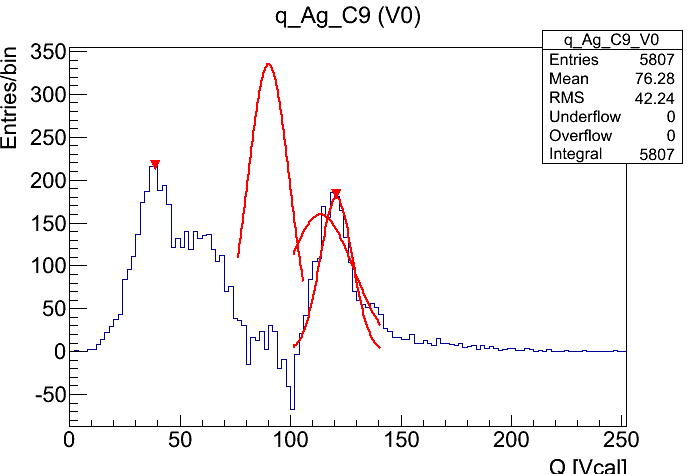 q_Ag_C9 (V0)
q_Ag_C9_V0
Entries 5807
Mean 76.28
RMS 42.24
Underflow 0
Overflow 0
Integral 5807
Entries/bin
350
300
250
200
150
100
50
0
-50
0 50 100 150 200 250
Q [Vcal]